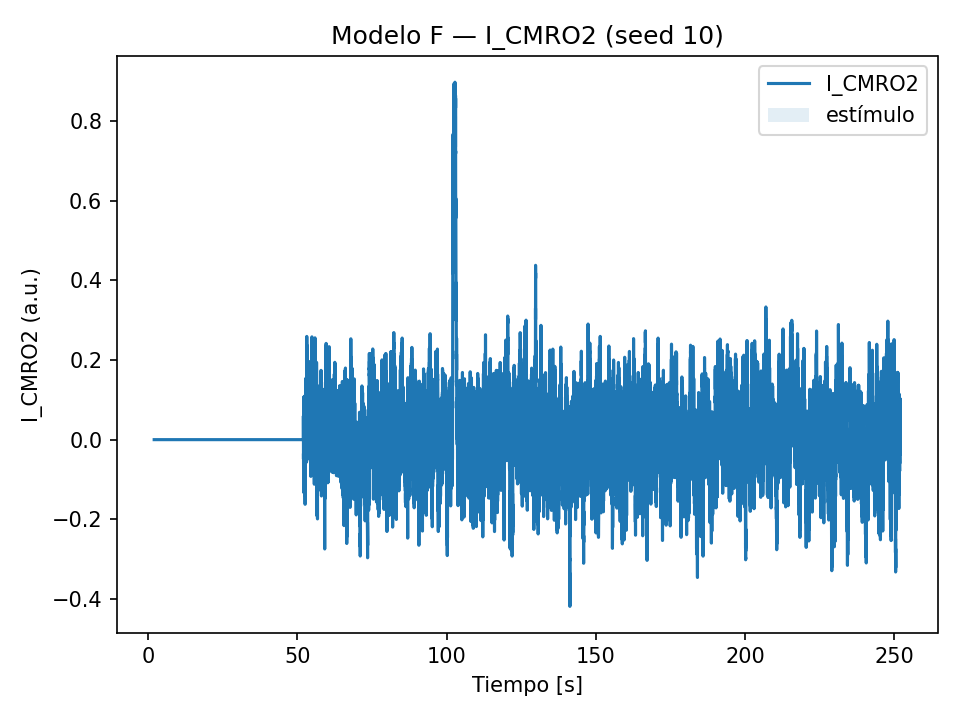 Modelo F — I_CMRO2 (seed 10)
I_CMRO2
estímulo
I_CMRO2 (a.u.)
0.8
0.6
0.4
0.2
0.0
−0.2
−0.4
0 50 100 150 200 250
Tiempo [s]